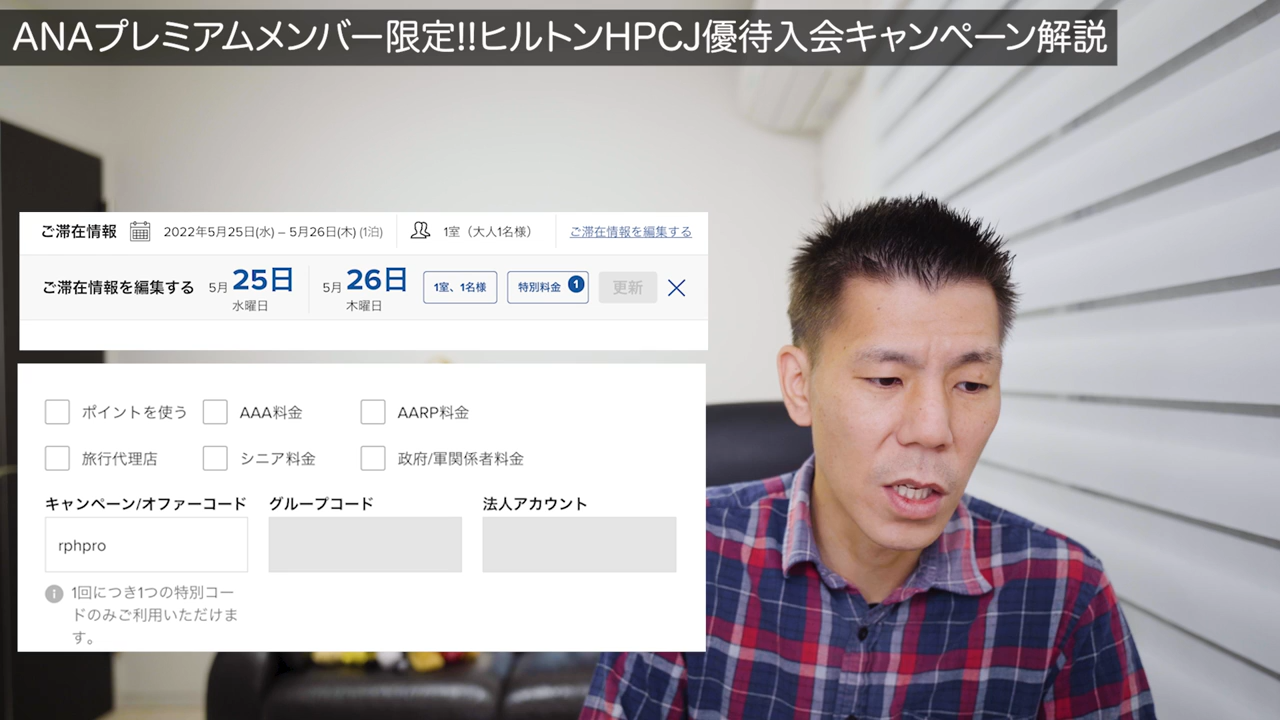 ANAプレミアムメンバー限定!!ヒルトンHPCJ優待入会キャンペーン解説
ご滞在情報 2022年5月25日(水) – 5月26日(木) (1泊) 1室（大人1名様） ご滞在情報を編集する
ご滞在情報を編集する 5月 25日 水曜日 5月 26日 木曜日 1室、1名様 特別料金 1 更新
ポイントを使う AAA料金 AARP料金
旅行代理店 シニア料金 政府/軍関係者料金
キャンペーン/オファーコード グループコード 法人アカウント
rphpro
1回につき1つの特別コー
ドのみご利用いただけま
す。